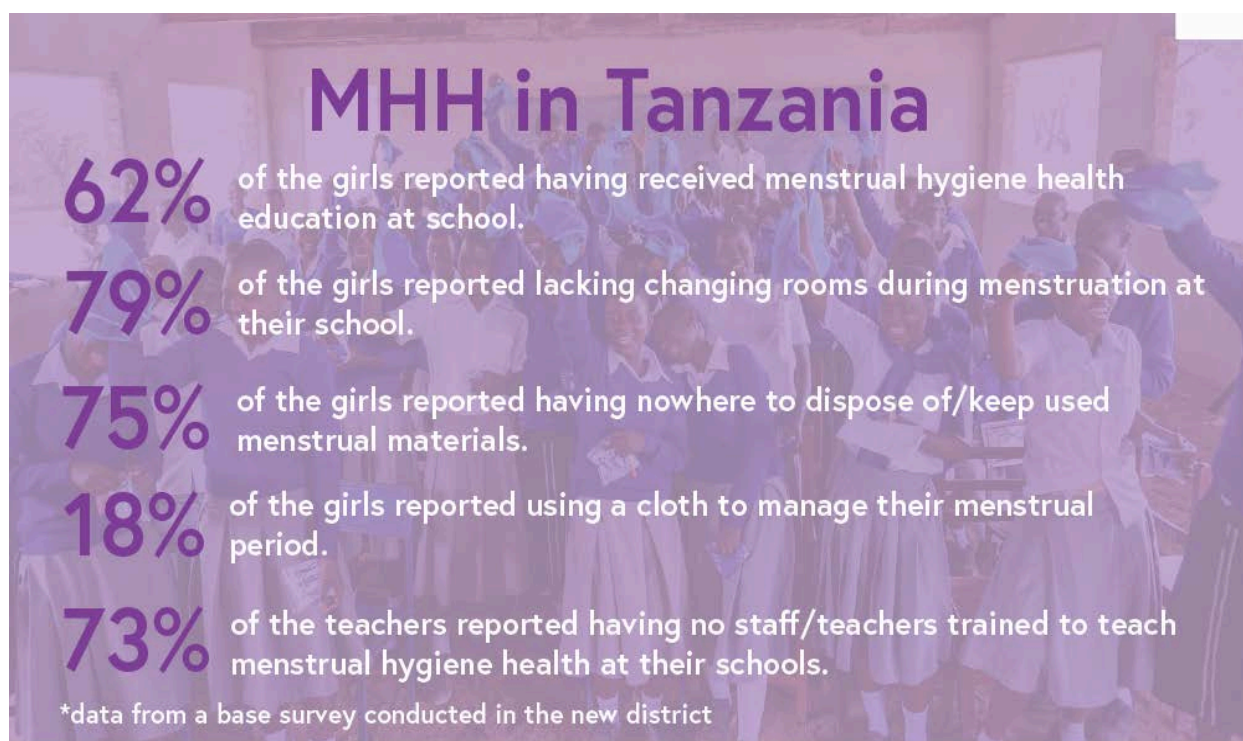 MHH in Tanzania
62%
of the girls reported having received menstrual hygiene health
education at school.
79%
of the girls reported lacking changing rooms during menstruation at
their school.
75%
of the girls reported having nowhere to dispose of/keep used
menstrual materials.
18%
of the girls reported using a cloth to manage their menstrual
period.
73%
of the teachers reported having no staff/teachers trained to teach
menstrual hygiene health at their schools.
*data from a base survey conducted in the new district